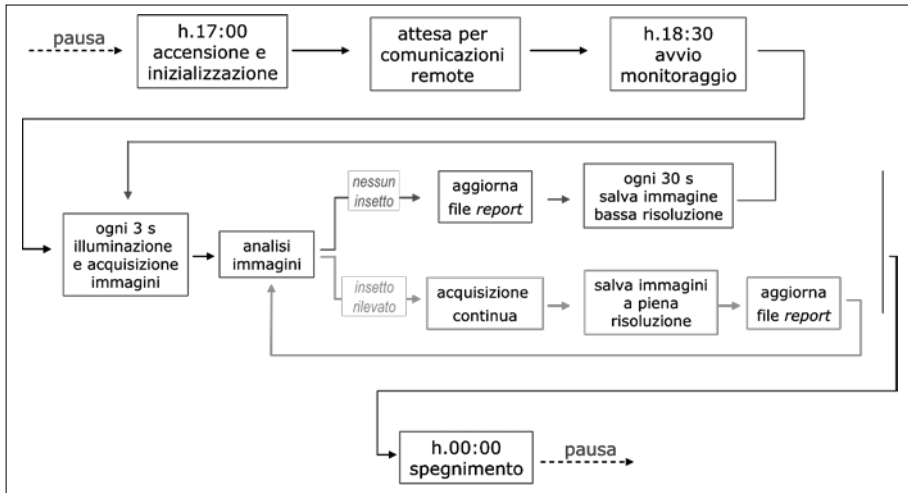 pausa
h.17:00
accensione e
inizializzazione
attesa per
comunicazioni
remote
h.18:30
avvio
monitoraggio
nessun
insetto
aggiorna
file report
ogni 30 s
salva immagine
bassa risoluzione
ogni 3 s
illuminazione
e acquisizione
immagini
analisi
immagini
insetto
rilevato
acquisizione
continua
salva immagini
a piena
risoluzione
aggiorna
file report
h.00:00
spegnimento
pausa